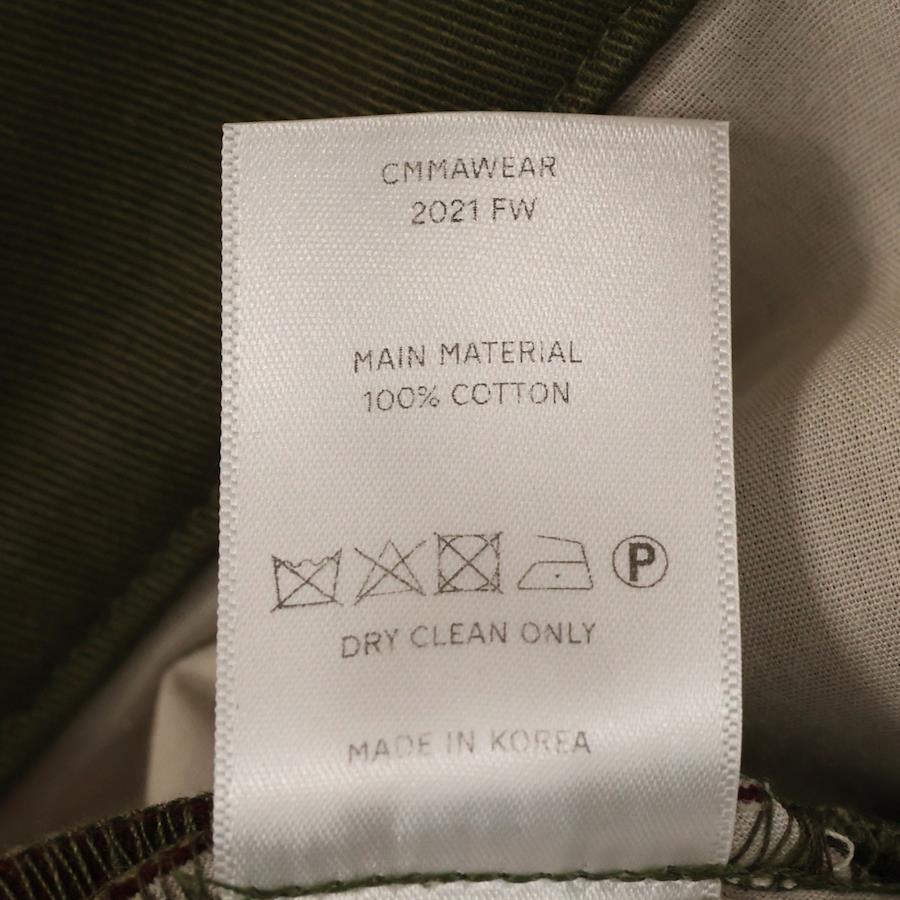 CMMAWEAR
2021 FW
MAIN MATERIAL
100% COTTON
P
DRY CLEAN ONLY
MADE IN KOREA